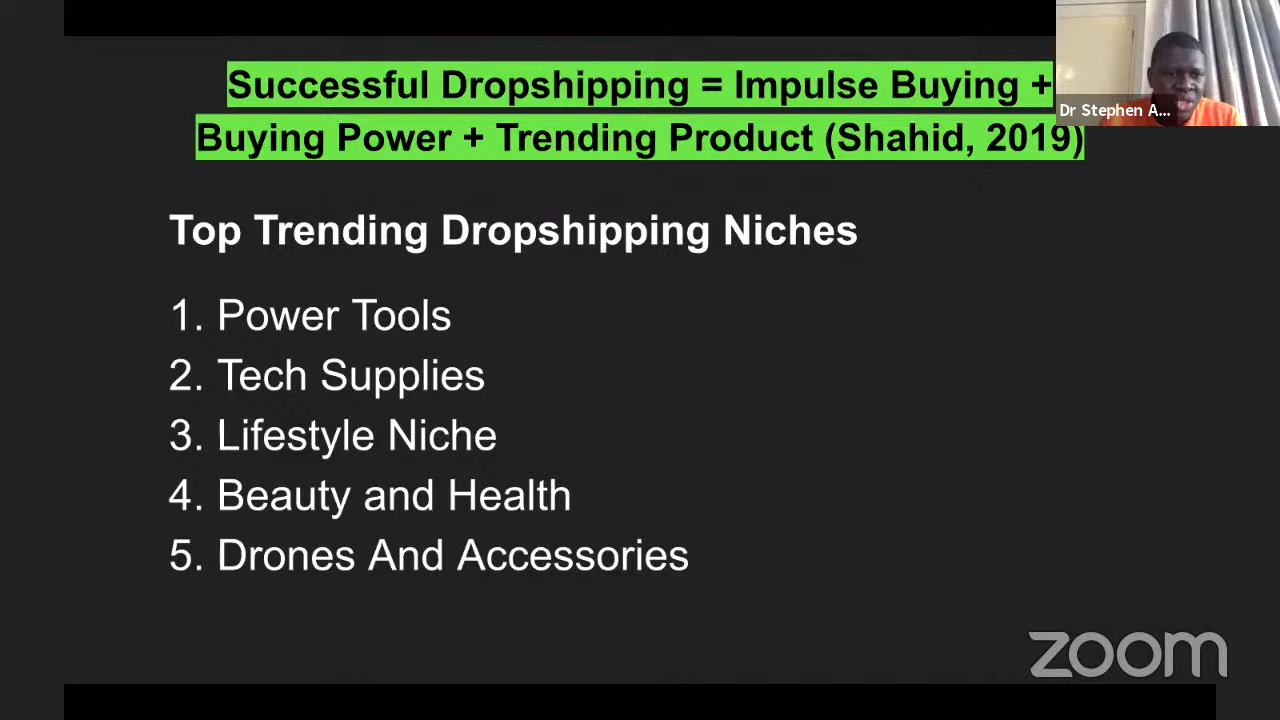 Successful Dropshipping = Impulse Buying +
Buying Power + Trending Product (Shahid, 2019)
Dr Stephen A...
Top Trending Dropshipping Niches
1. Power Tools
2. Tech Supplies
3. Lifestyle Niche
4. Beauty and Health
5. Drones And Accessories
zoom